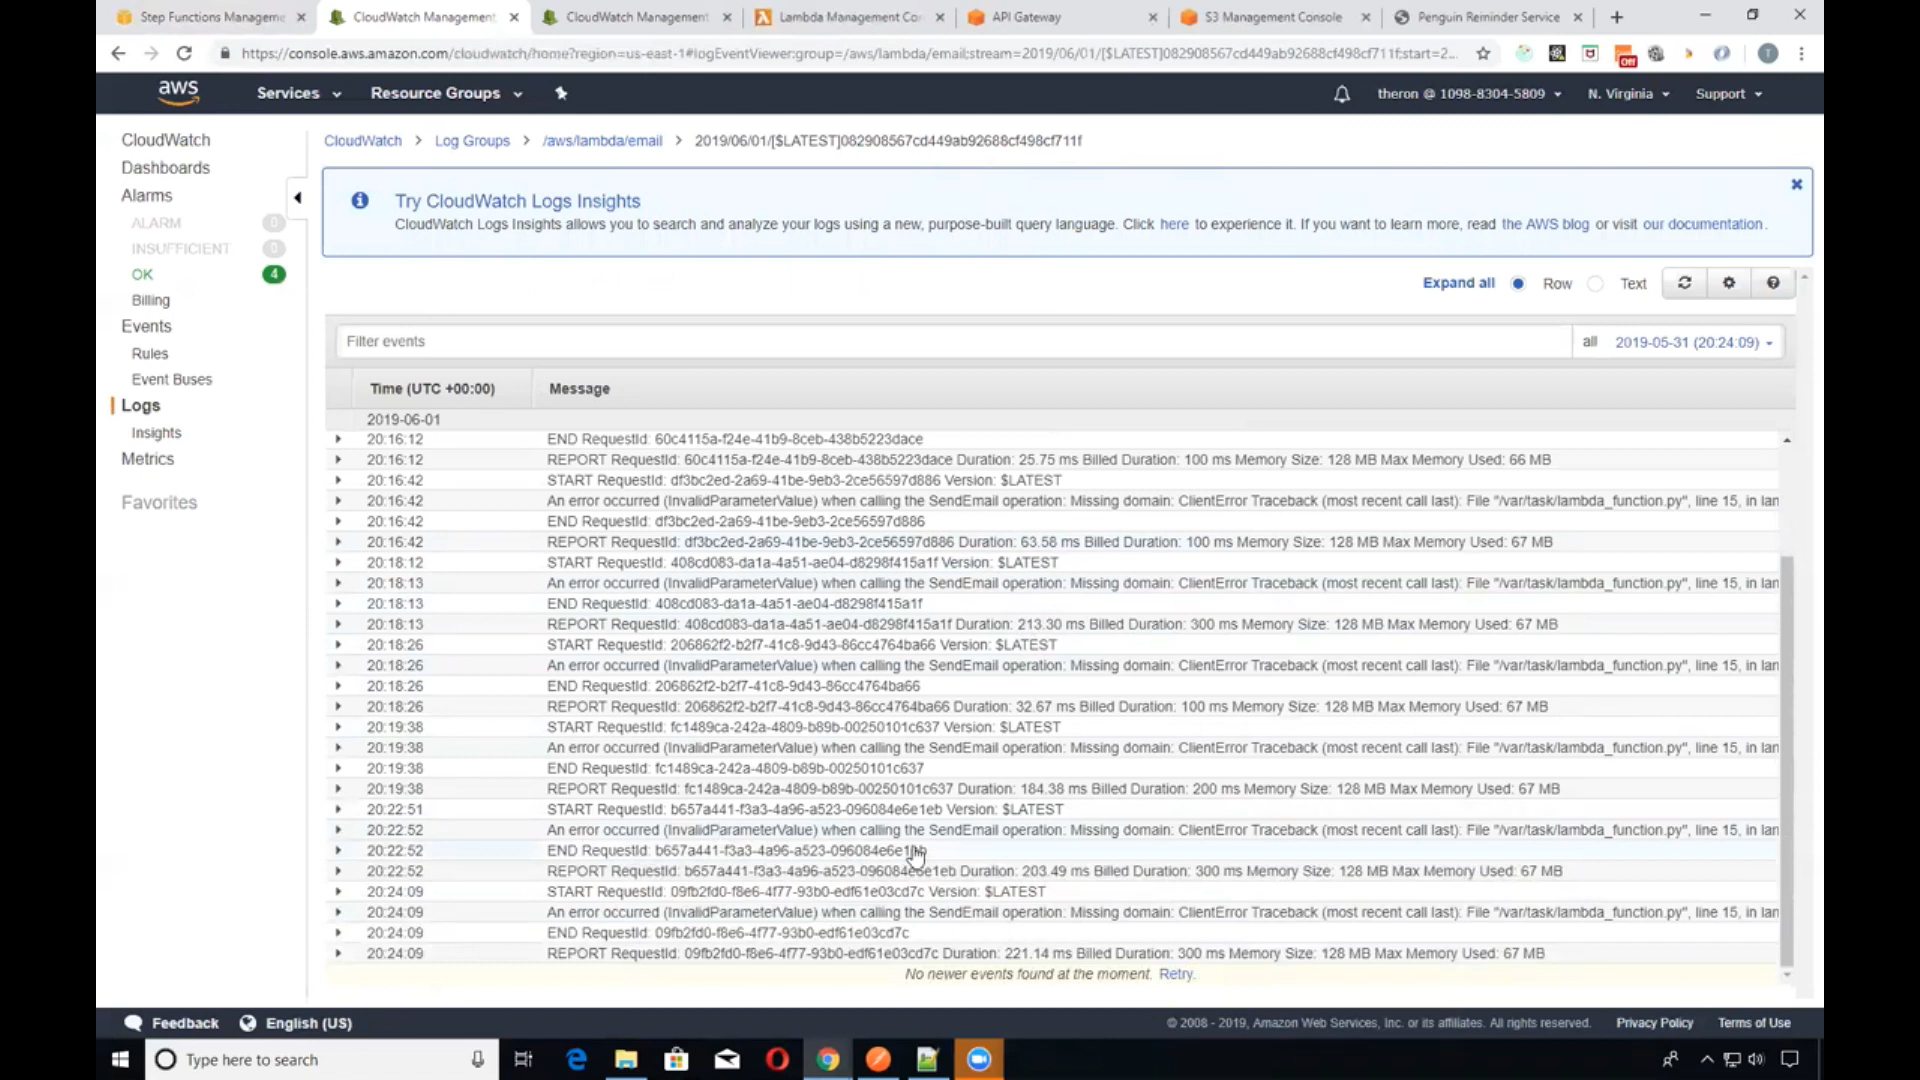 Step Functions Manageme
CloudWatch Management
CloudWatch Management
Lambda Management Con
API Gateway
S3 Management Console
Penguin Reminder Service
https://console.aws.amazon.com/cloudwatch/home?region=us-east-1#logEventViewer:group=/aws/lambda/email;stream=2019/06/01/[$LATEST]082908567cd449ab92688cf498cf711f;start=2...
Off
T
aws
Services
Resource Groups
theron @ 1098-8304-5809
N. Virginia
Support
CloudWatch
Dashboards
Alarms
ALARM 0
INSUFFICIENT 0
OK 4
Billing
Events
Rules
Event Buses
Logs
Insights
Metrics
Favorites
CloudWatch > Log Groups > /aws/lambda/email > 2019/06/01/[$LATEST]082908567cd449ab92688cf498cf711f
Try CloudWatch Logs Insights
CloudWatch Logs Insights allows you to search and analyze your logs using a new, purpose-built query language. Click here to experience it. If you want to learn more, read the AWS blog or visit our documentation.
Expand all Row Text
Filter events
all 2019-05-31 (20:24:09)
Time (UTC +00:00) Message
2019-06-01
20:16:12 END RequestId: 60c4115a-f24e-41b9-8ceb-438b5223dace
20:16:12 REPORT RequestId: 60c4115a-f24e-41b9-8ceb-438b5223dace Duration: 25.75 ms Billed Duration: 100 ms Memory Size: 128 MB Max Memory Used: 66 MB
20:16:42 START RequestId: df3bc2ed-2a69-41be-9eb3-2ce56597d886 Version: $LATEST
20:16:42 An error occurred (InvalidParameterValue) when calling the SendEmail operation: Missing domain: ClientError Traceback (most recent call last): File "/var/task/lambda_function.py", line 15, in lan
20:16:42 END RequestId: df3bc2ed-2a69-41be-9eb3-2ce56597d886
20:16:42 REPORT RequestId: df3bc2ed-2a69-41be-9eb3-2ce56597d886 Duration: 63.58 ms Billed Duration: 100 ms Memory Size: 128 MB Max Memory Used: 67 MB
20:18:12 START RequestId: 408cd083-da1a-4a51-ae04-d8298f415a1f Version: $LATEST
20:18:13 An error occurred (InvalidParameterValue) when calling the SendEmail operation: Missing domain: ClientError Traceback (most recent call last): File "/var/task/lambda_function.py", line 15, in lan
20:18:13 END RequestId: 408cd083-da1a-4a51-ae04-d8298f415a1f
20:18:13 REPORT RequestId: 408cd083-da1a-4a51-ae04-d8298f415a1f Duration: 213.30 ms Billed Duration: 300 ms Memory Size: 128 MB Max Memory Used: 67 MB
20:18:26 START RequestId: 206862f2-b2f7-41c8-9d43-86cc4764ba66 Version: $LATEST
20:18:26 An error occurred (InvalidParameterValue) when calling the SendEmail operation: Missing domain: ClientError Traceback (most recent call last): File "/var/task/lambda_function.py", line 15, in lan
20:18:26 END RequestId: 206862f2-b2f7-41c8-9d43-86cc4764ba66
20:18:26 REPORT RequestId: 206862f2-b2f7-41c8-9d43-86cc4764ba66 Duration: 32.67 ms Billed Duration: 100 ms Memory Size: 128 MB Max Memory Used: 67 MB
20:19:38 START RequestId: fc1489ca-242a-4809-b89b-00250101c637 Version: $LATEST
20:19:38 An error occurred (InvalidParameterValue) when calling the SendEmail operation: Missing domain: ClientError Traceback (most recent call last): File "/var/task/lambda_function.py", line 15, in lan
20:19:38 END RequestId: fc1489ca-242a-4809-b89b-00250101c637
20:19:38 REPORT RequestId: fc1489ca-242a-4809-b89b-00250101c637 Duration: 184.38 ms Billed Duration: 200 ms Memory Size: 128 MB Max Memory Used: 67 MB
20:22:51 START RequestId: b657a441-f3a3-4a96-a523-096084e6e1eb Version: $LATEST
20:22:52 An error occurred (InvalidParameterValue) when calling the SendEmail operation: Missing domain: ClientError Traceback (most recent call last): File "/var/task/lambda_function.py", line 15, in lan
20:22:52 END RequestId: b657a441-f3a3-4a96-a523-096084e6e1eb
20:22:52 REPORT RequestId: b657a441-f3a3-4a96-a523-096084e6e1eb Duration: 203.49 ms Billed Duration: 300 ms Memory Size: 128 MB Max Memory Used: 67 MB
20:24:09 START RequestId: 09fb2fd0-f8e6-4f77-93b0-edf61e03cd7c Version: $LATEST
20:24:09 An error occurred (InvalidParameterValue) when calling the SendEmail operation: Missing domain: ClientError Traceback (most recent call last): File "/var/task/lambda_function.py", line 15, in lan
20:24:09 END RequestId: 09fb2fd0-f8e6-4f77-93b0-edf61e03cd7c
20:24:09 REPORT RequestId: 09fb2fd0-f8e6-4f77-93b0-edf61e03cd7c Duration: 221.14 ms Billed Duration: 300 ms Memory Size: 128 MB Max Memory Used: 67 MB
No newer events found at the moment. Retry.
Feedback English (US)
© 2008 - 2019, Amazon Web Services, Inc. or its affiliates. All rights reserved. Privacy Policy Terms of Use
Type here to search